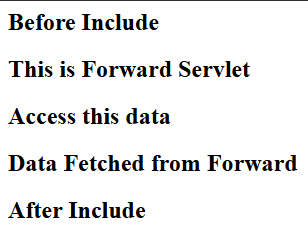 Before Include
This is Forward Servlet
Access this data
Data Fetched from Forward
After Include